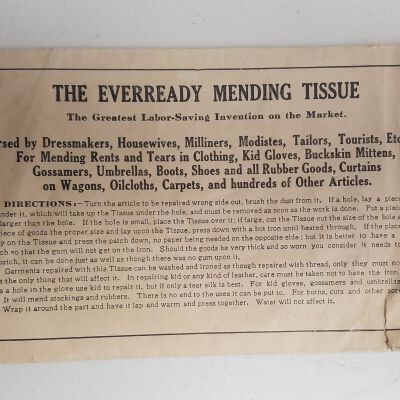 THE EVERREADY MENDING TISSUE
The Greatest Labor-Saving Invention on the Market.
rsed by Dressmakers, Housewives, Milliners, Modistes, Tailors, Tourists, Etc
For Mending Rents and Tears in Clothing, Kid Gloves, Buckskin Mittens,
Gossamers, Umbrellas, Boots, Shoes and all Rubber Goods, Curtains
on Wagons, Oilcloths, Carpets, and hundreds of Other Articles.
DIRECTIONS:—Turn the article to be repaired wrong side out, brush the dust from it. If a hole, lay a piece
nder it, which will take up the Tissue under the hole, and must be removed as soon as the work is done. Put a piec
larger than the hole. If the hole is small, place the Tissue over it; if large, cut the Tissue out the size of the
iece of goods the proper size and lay upon the Tissue, press down with a hot iron until heated through. If the place
y on the Tissue and press the patch down, no paper being needed on the opposite side; but it is better to have a
ch so that the gum will not get on the iron. Should the goods be very thick and so worn you consider it needs to
patch, it can be done just as well as though there was no gum upon it.
Garments repaired with this Tissue can be washed and ironed as though repaired with thread, only they must no
s the only thing that will affect it. In repairing kid or any kind of leather, care must be taken not to have the iron
s a hole in the glove use kid to repair it, but if only a tear silk is best. For kid gloves, gossamers and umbrellas
It will mend stockings and rubbers. There is no end to the uses it can be put to. For burns, cuts and other sore
Wrap it around the part and have it lap and warm and press together. Water will not affect it.